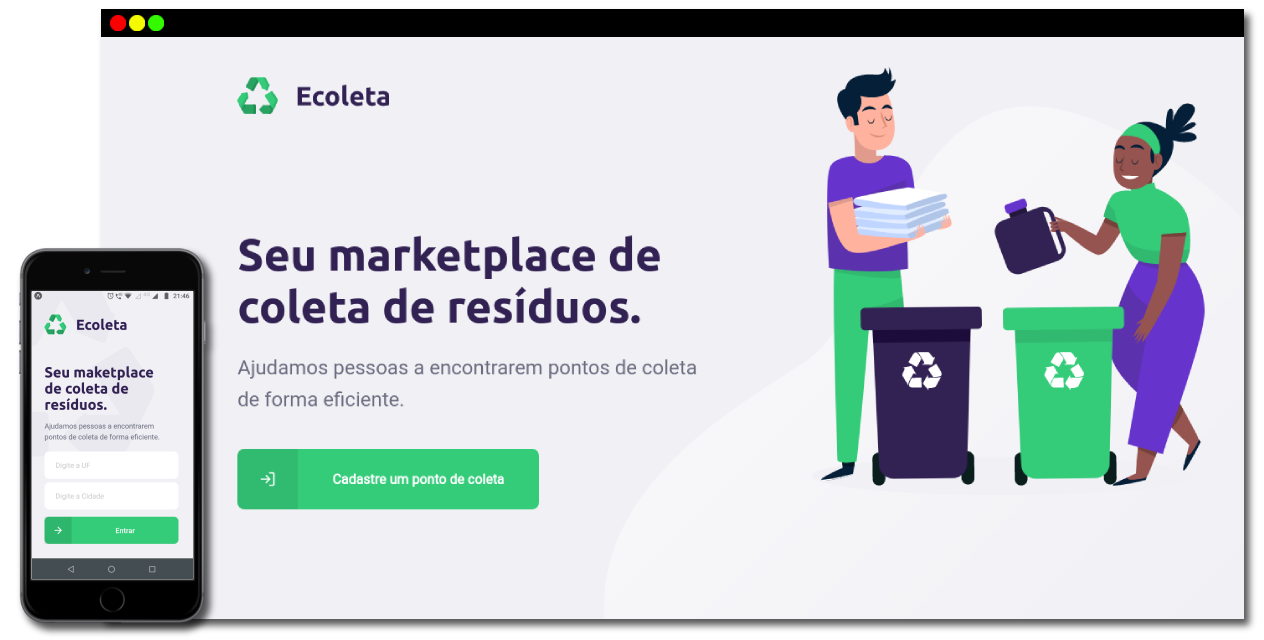 Ecoleta
Seu marketplace de
coleta de resíduos.
Ajudamos pessoas a encontrarem pontos de coleta
de forma eficiente.
Cadastre um ponto de coleta
21:46
Ecoleta
Seu maketplace
de coleta de
resíduos.
Ajudamos pessoas a encontrarem
pontos de coleta de forma eficiente.
Digite a UF
Digite a Cidade
Entrar